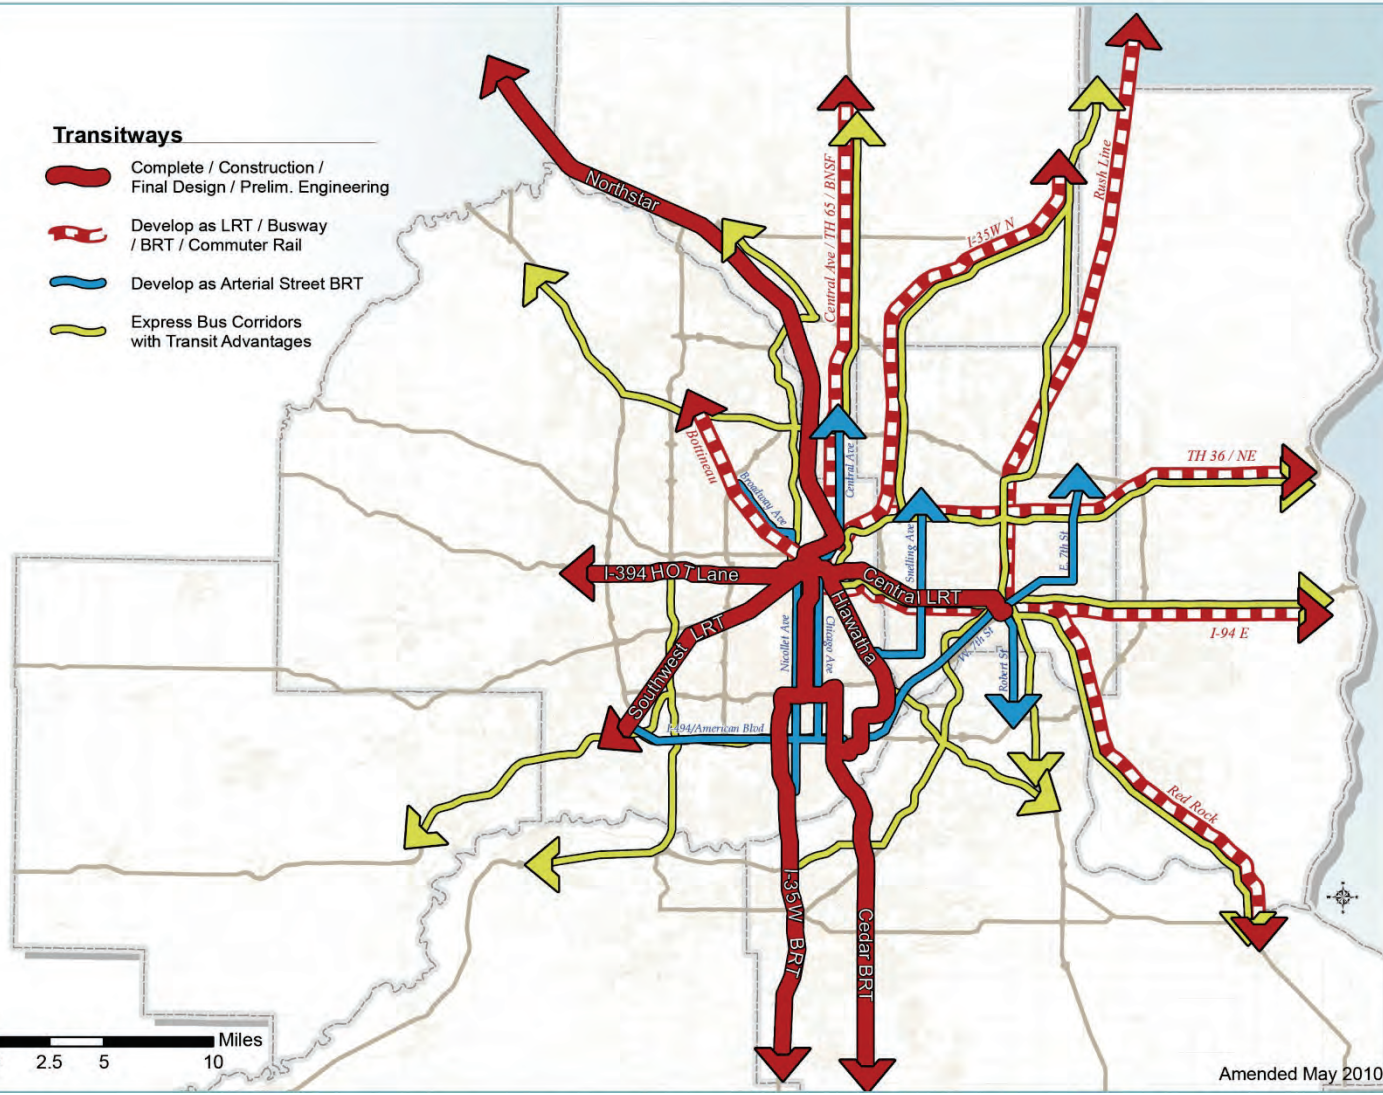 Transitways
Complete / Construction /
Final Design / Prelim. Engineering
Develop as LRT / Busway
/ BRT / Commuter Rail
Develop as Arterial Street BRT
Express Bus Corridors
with Transit Advantages
Northstar
Central Ave / TH 65 / BNSF
I-35W N
Rush Line
Bottineau
Broadway Ave
Central Ave
TH 36 / NE
Snelling Ave
E. 7th St
I-394 HOT Lane
Central LRT
Hiawatha
I-94 E
Southwest LRT
Nicollet Ave
Chicago Ave
W. 7th St
Robert St
I-494/American Blvd
Red Rock
I-35W BRT
Cedar BRT
Miles
2.5
5
10
Amended May 2010